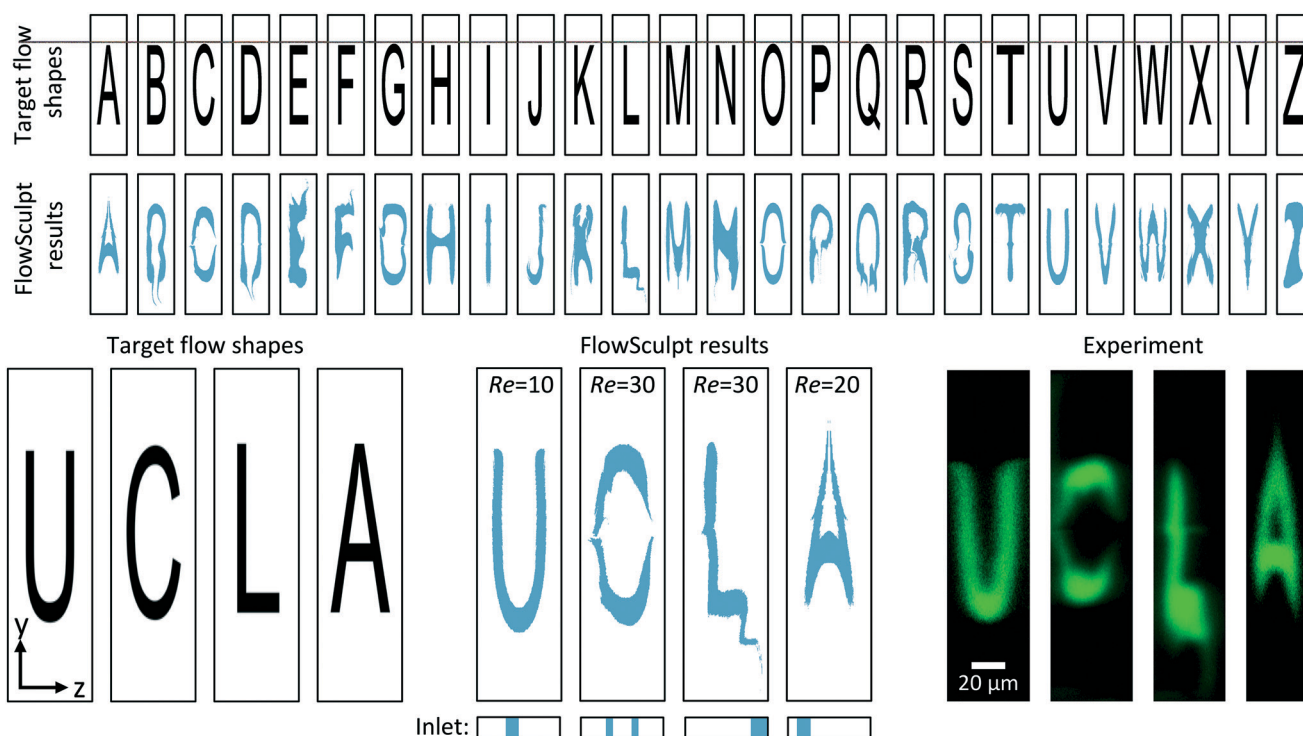 Target flow
shapes
A B C D E F G H I J K L M N O P Q R S T U V W X Y Z
FlowSculpt
results
A B C D E F G H I J K L M N O P Q R S T U V W X Y Z
Target flow shapes
FlowSculpt results
Experiment
U C L A
y
z
Re=10
Re=30
Re=30
Re=20
U C L A
U C L A
20 μm
Inlet: